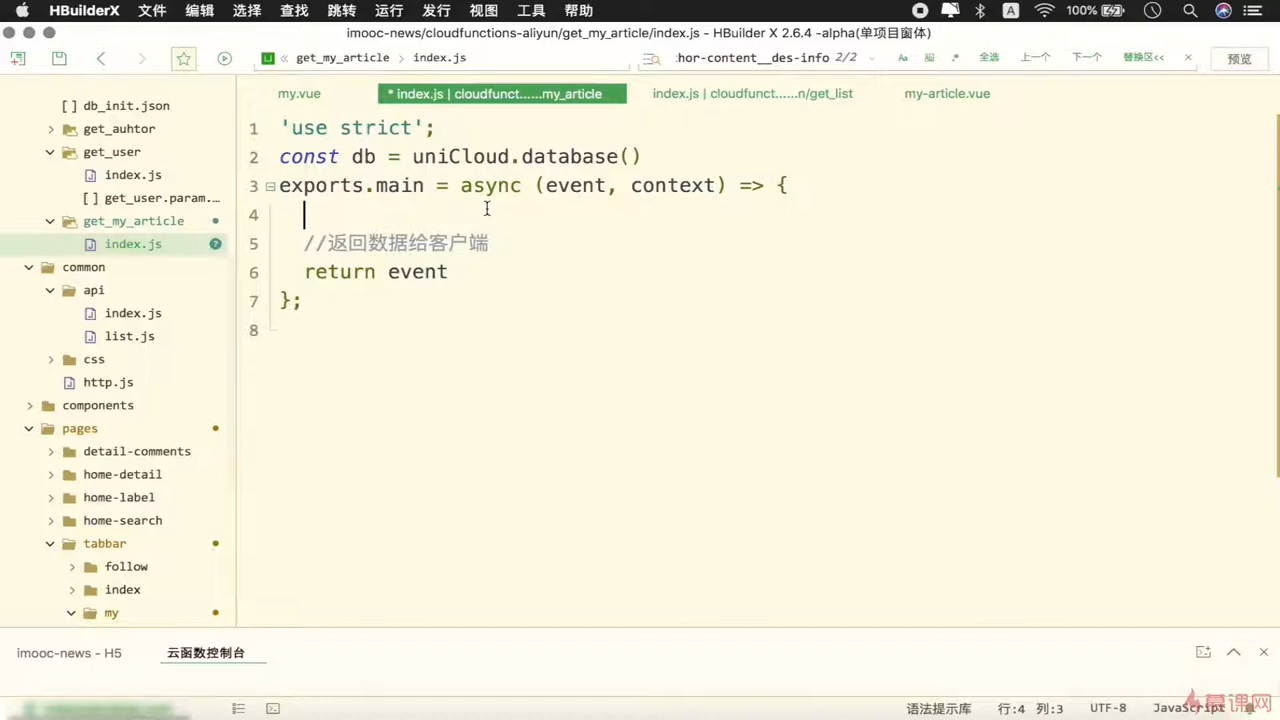 HBuilderX 文件 编辑 选择 查找 跳转 运行 发行 视图 工具 帮助 A 100%
imooc-news/cloudfunctions-aliyun/get_my_article/index.js - HBuilder X 2.6.4 -alpha(单项目窗体)
get_my_article index.js :hor-content__des-info 2/2 Aa 全选 上一个 下一个 替换区<< 预览
my.vue
* index.js | cloudfunct......my_article
index.js | cloudfunct......n/get_list
my-article.vue
db_init.json
get_auhtor
get_user
index.js
get_user.param....
get_my_article
index.js
common
api
index.js
list.js
css
http.js
components
pages
detail-comments
home-detail
home-label
home-search
tabbar
follow
index
my
1 'use strict';
2 const db = uniCloud.database()
3 exports.main = async (event, context) => {
4
5 //返回数据给客户端
6 return event
7 };
8
imooc-news - H5 云函数控制台
语法提示库 行:4 列:3 UTF-8 JavaScript
慕课网